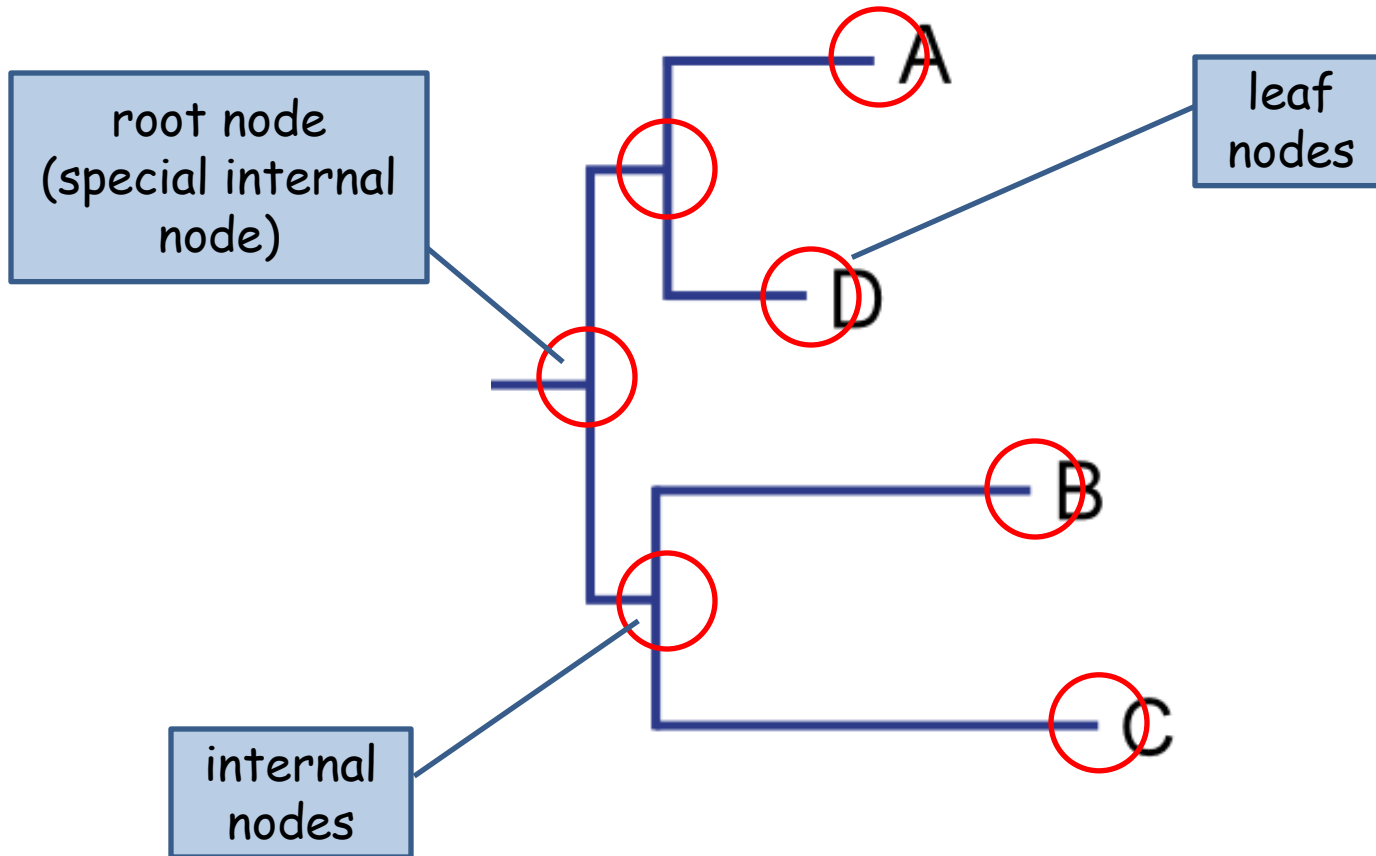 A
root node
(special internal
node)
leaf
nodes
D
B
C
internal
nodes